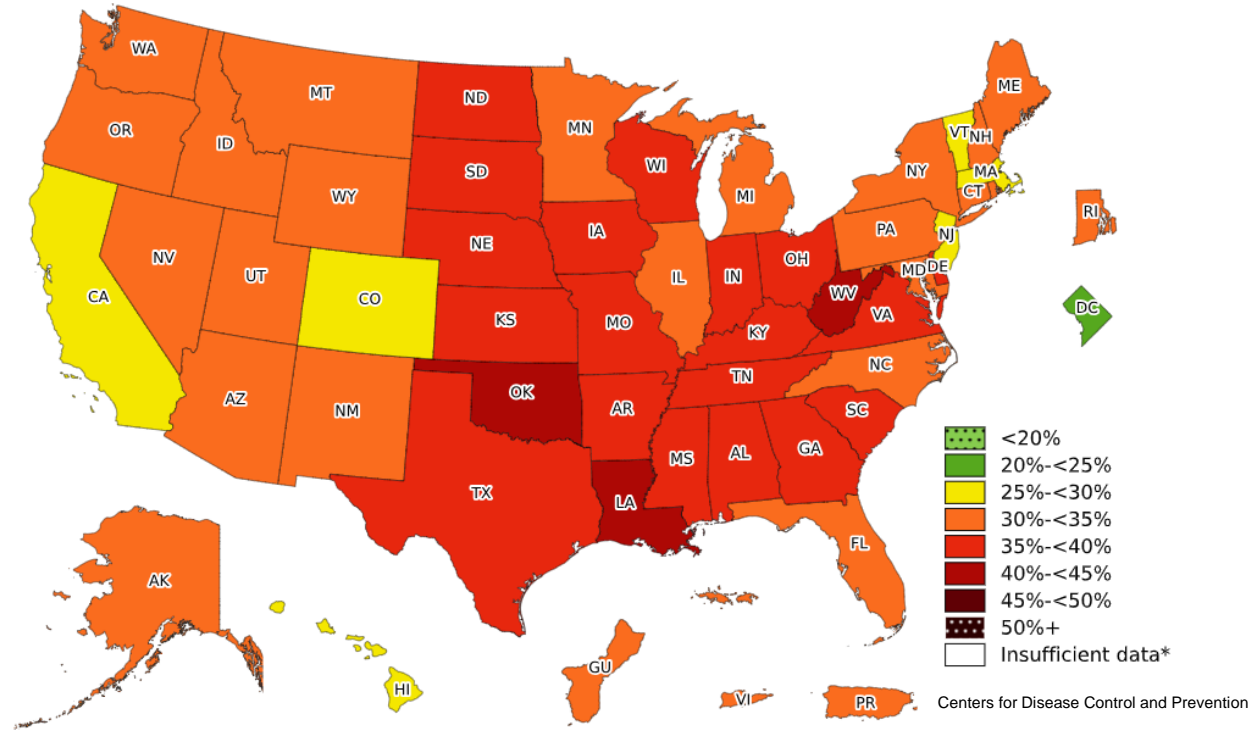 WA
MT
ND
MN
ME
OR
ID
SD
WI
VT
NH
WY
MI
NY
MA
CT
RI
NE
IA
PA
NJ
NV
UT
CO
IL
IN
OH
MD
DE
CA
KS
MO
WV
VA
DC
KY
AZ
NM
OK
AR
TN
NC
SC
TX
LA
MS
AL
GA
FL
AK
HI
GU
VI
PR
<20%
20%-<25%
25%-<30%
30%-<35%
35%-<40%
40%-<45%
45%-<50%
50%+
Insufficient data*
Centers for Disease Control and Prevention